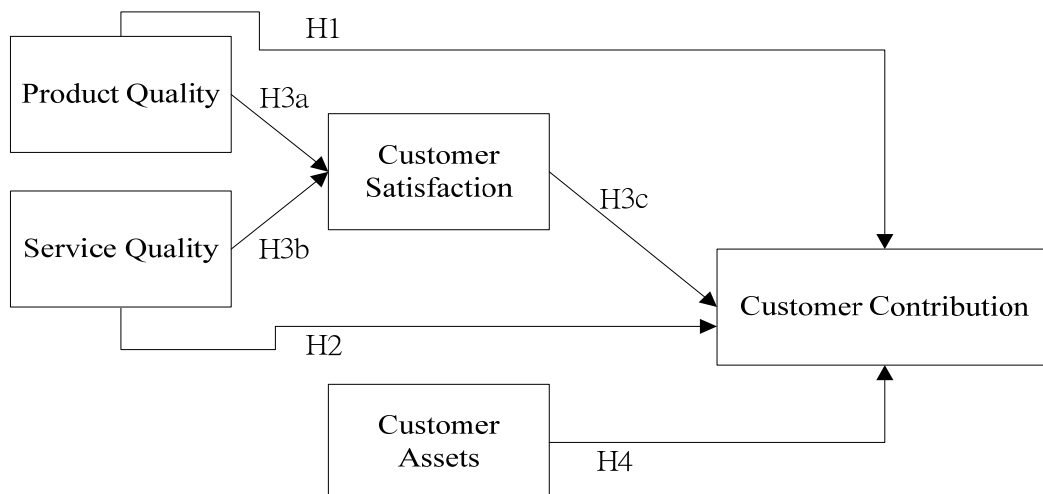 H1
Product Quality
H3a
Customer
Satisfaction
H3c
Service Quality
H3b
Customer Contribution
H2
Customer
Assets
H4